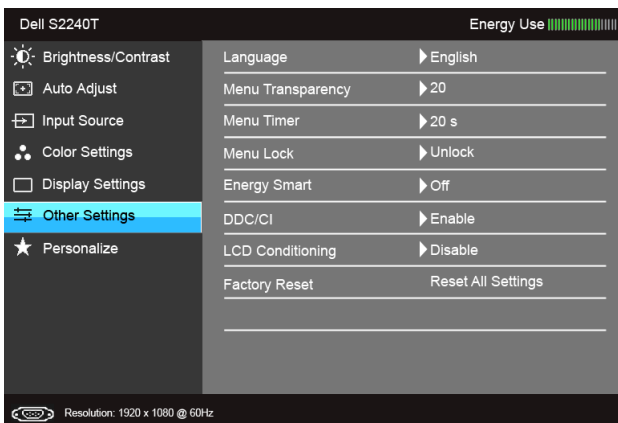 Dell S2240T Energy Use
Brightness/Contrast
Auto Adjust
Input Source
Color Settings
Display Settings
Other Settings
Personalize
Language English
Menu Transparency 20
Menu Timer 20 s
Menu Lock Unlock
Energy Smart Off
DDC/CI Enable
LCD Conditioning Disable
Factory Reset Reset All Settings
Resolution: 1920 x 1080 @ 60Hz